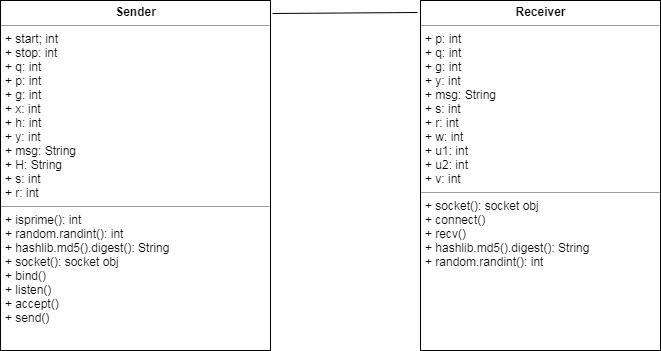 Sender
+ start; int
+ stop: int
+ q: int
+ p: int
+ g: int
+ x: int
+ h: int
+ y: int
+ msg: String
+ H: String
+ s: int
+ r: int
+ isprime(): int
+ random.randint(): int
+ hashlib.md5().digest(): String
+ socket(): socket obj
+ bind()
+ listen()
+ accept()
+ send()
Receiver
+ p: int
+ q: int
+ g: int
+ y: int
+ msg: String
+ s: int
+ r: int
+ w: int
+ u1: int
+ u2: int
+ v: int
+ socket(): socket obj
+ connect()
+ recv()
+ hashlib.md5().digest(): String
+ random.randint(): int